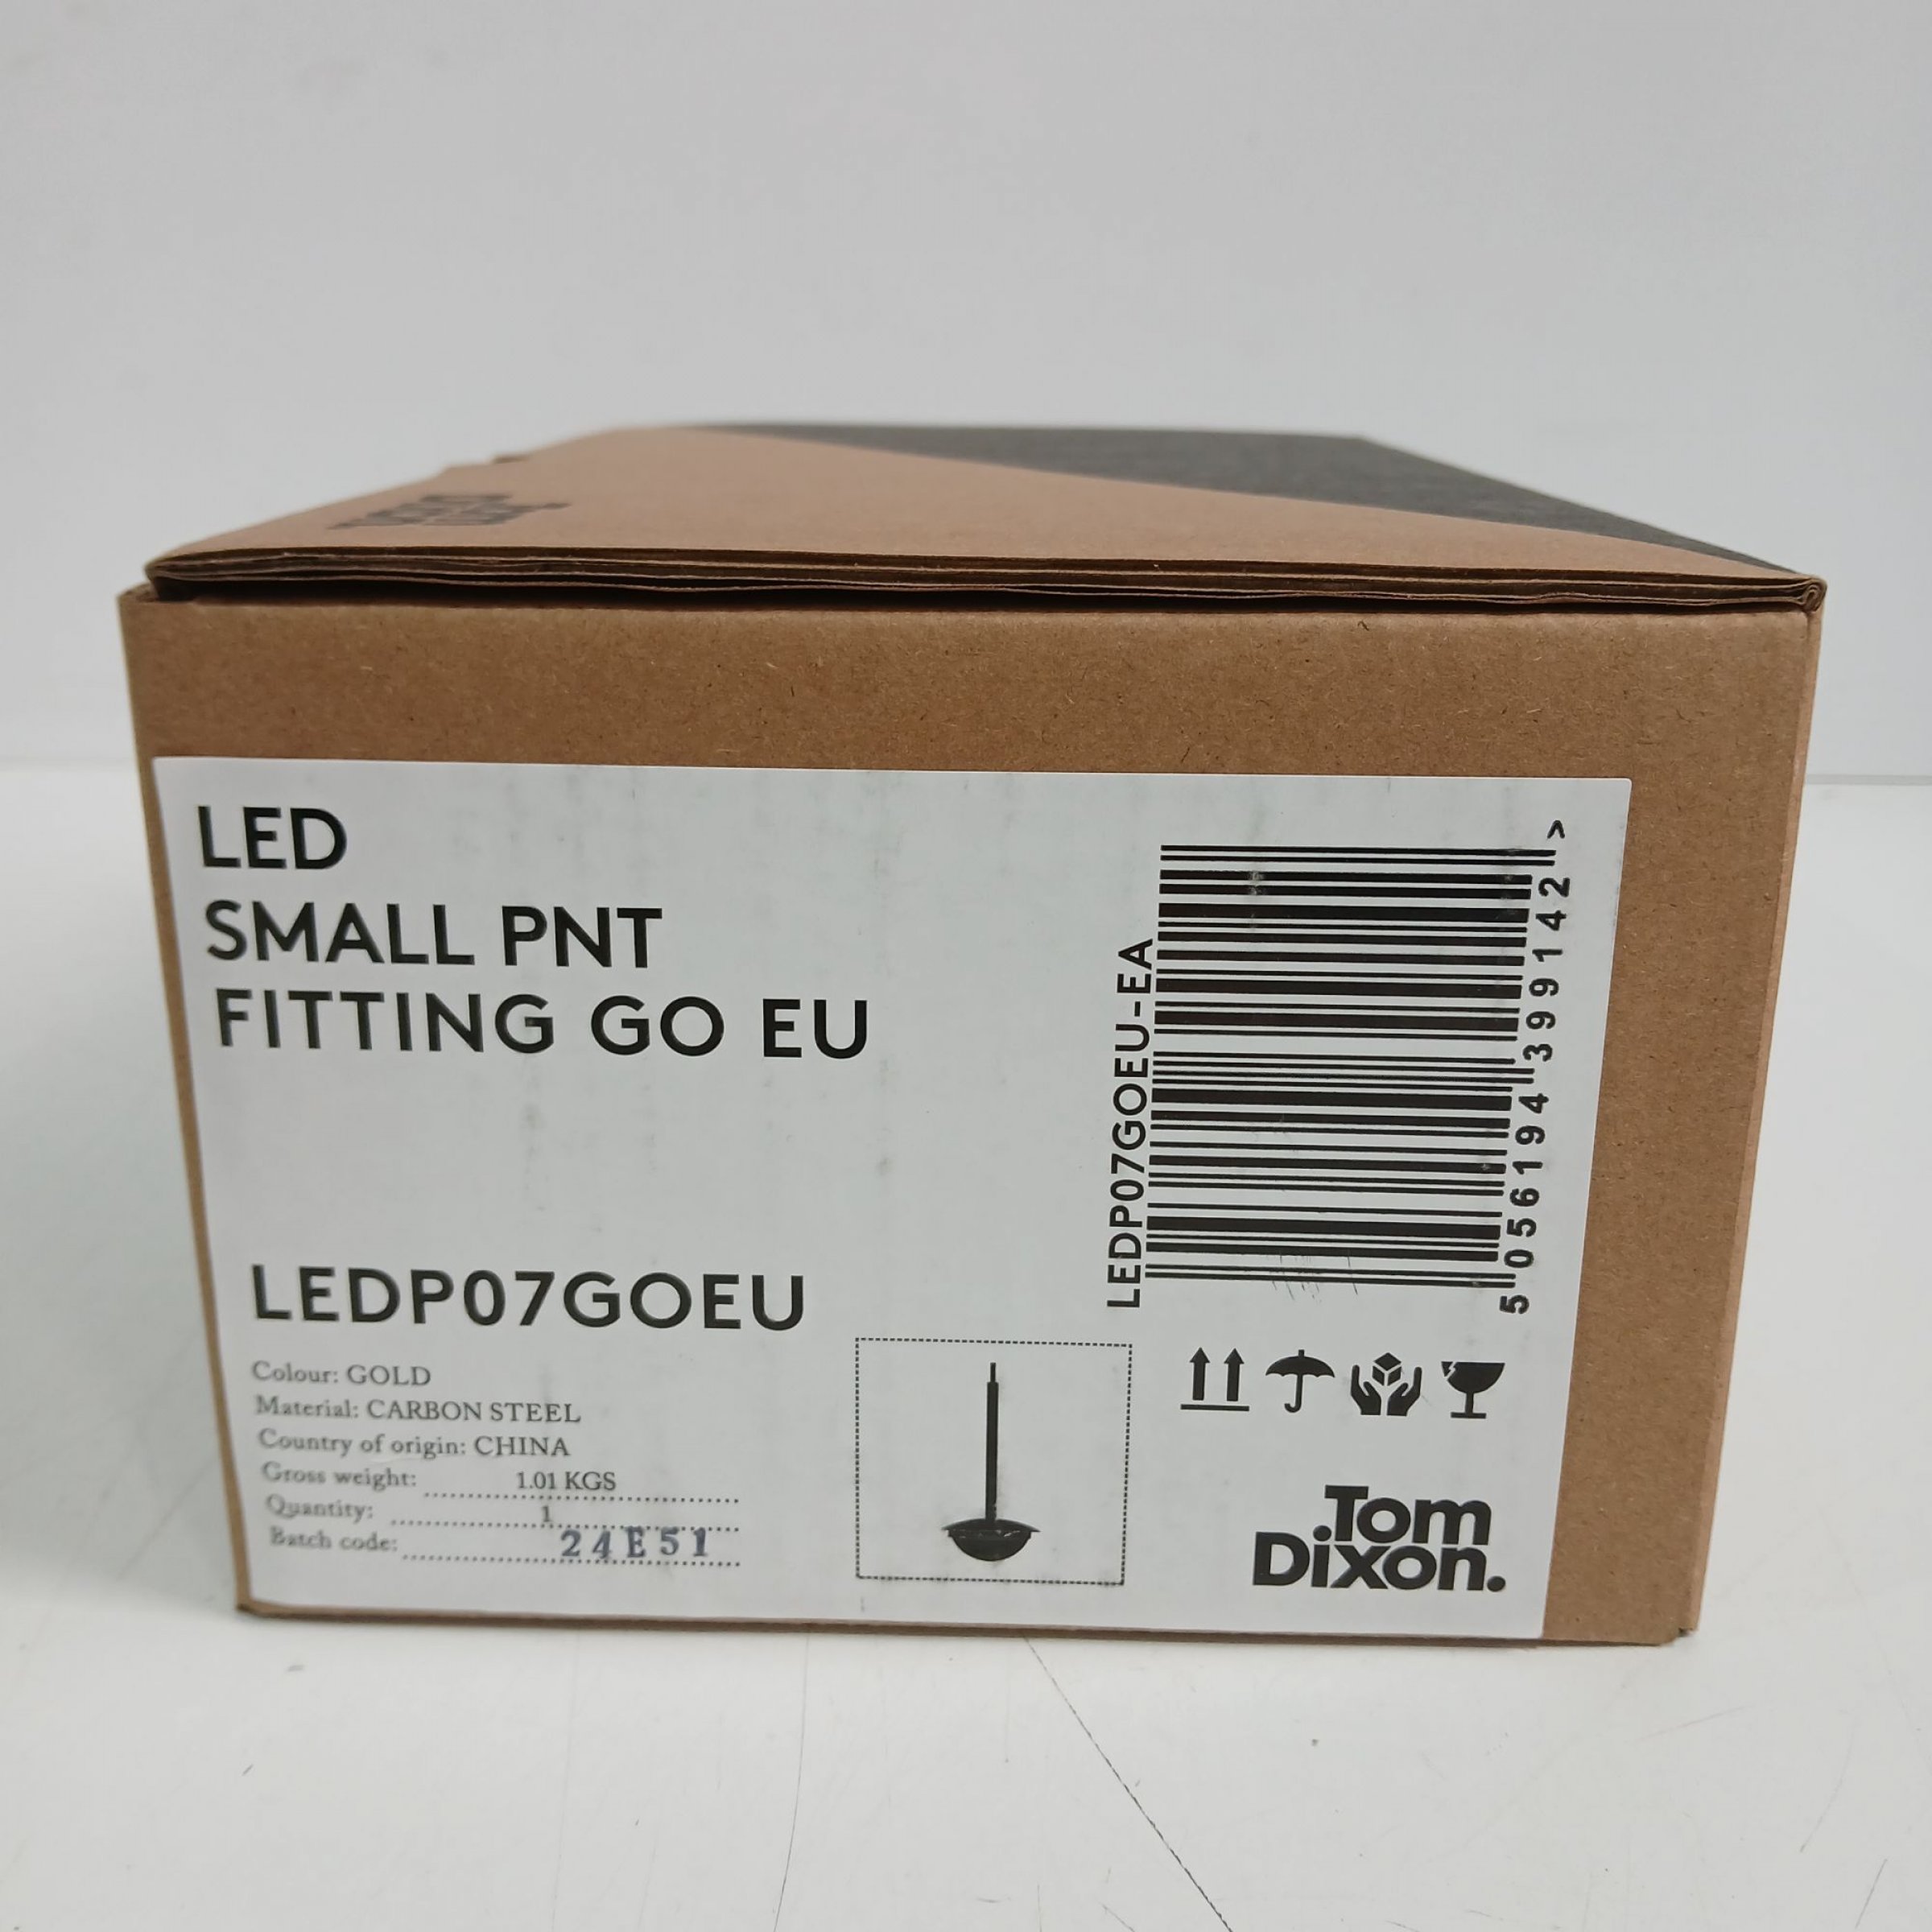 LED
SMALL PNT
FITTING GO EU
LEDP07GOEU
Colour: GOLD
Material: CARBON STEEL
Country of origin: CHINA
Gross weight: 1.01 KGS
Quantity: 1
Batch code: 24E51
LEDP07GOEU-EA
5 056194 399142 >
Tom
Dixon.